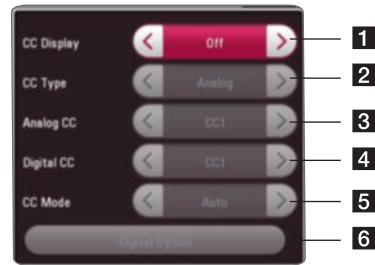 CC Display Off 1
CC Type Analog 2
Analog CC CC1 3
Digital CC CC1 4
CC Mode Auto 5
Digital Option 6